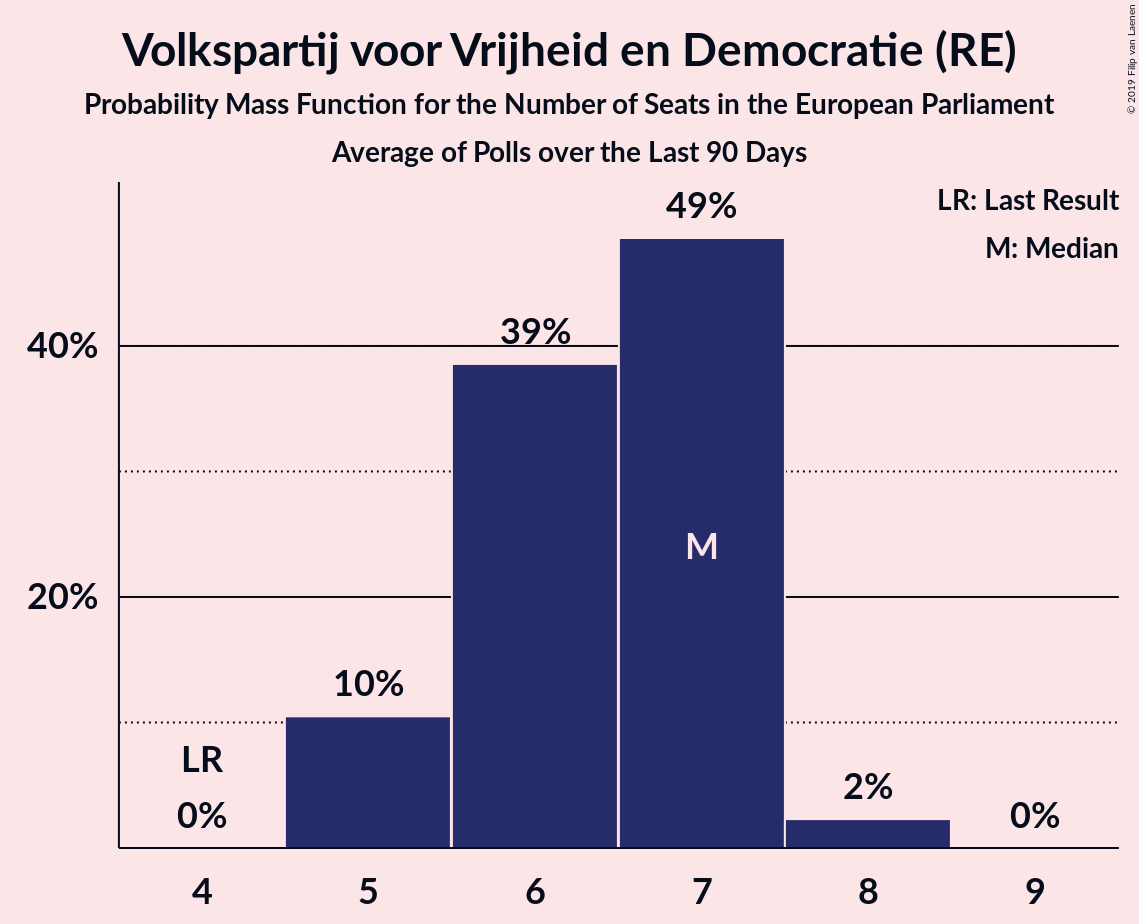 Volkspartij voor Vrijheid en Democratie (RE)
Probability Mass Function for the Number of Seats in the European Parliament
Average of Polls over the Last 90 Days
© 2019 Filip van Laenen
LR: Last Result
M: Median
49%
39%
40%
M
20%
10%
LR
0%
2%
0%
4 5 6 7 8 9